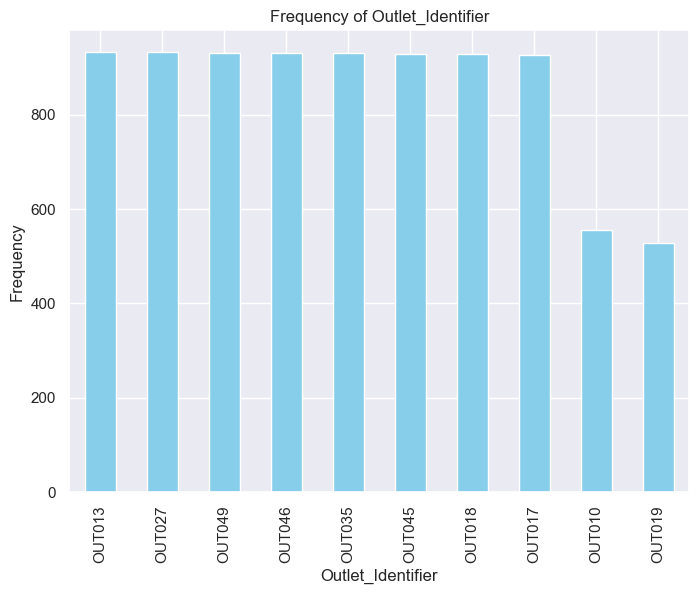 Frequency of Outlet_Identifier
Frequency
800
600
400
200
0
OUT013
OUT027
OUT049
OUT046
OUT035
OUT045
OUT018
OUT017
OUT010
OUT019
Outlet_Identifier